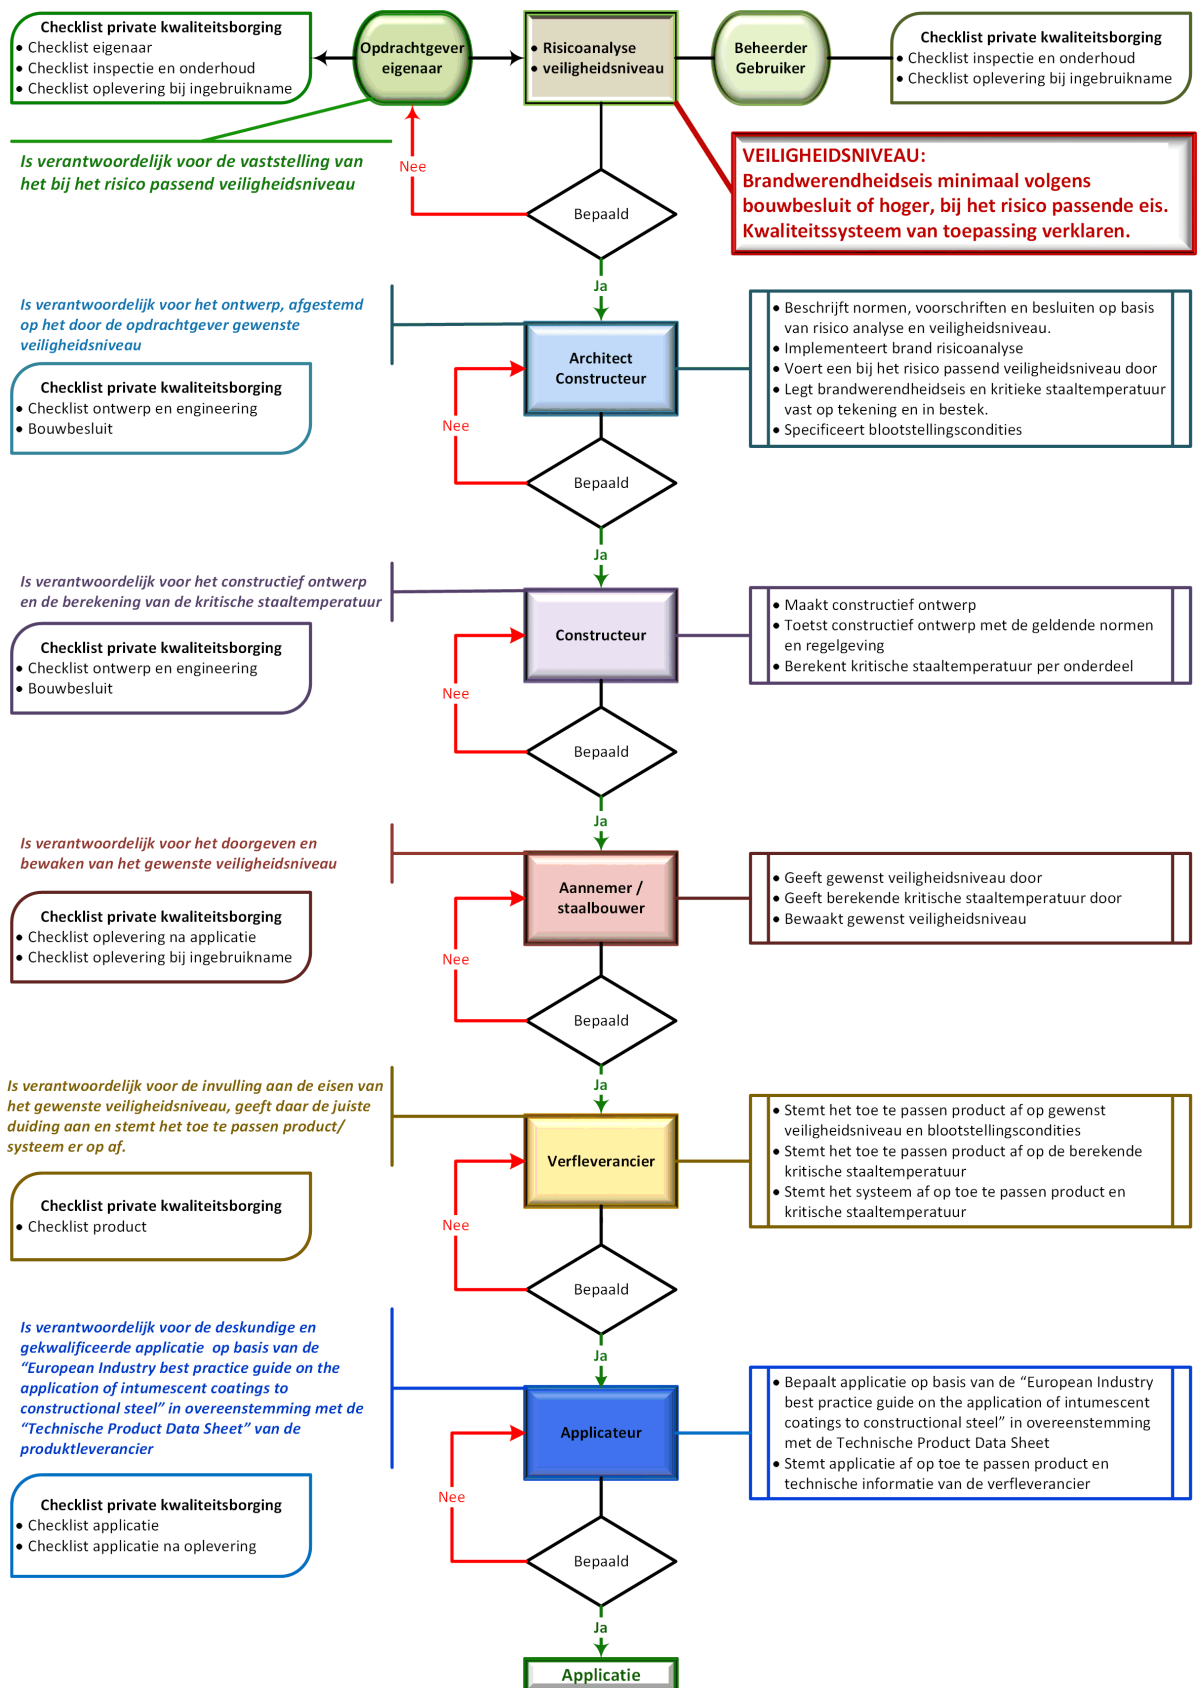 Checklist private kwaliteitsborging
• Checklist eigenaar
• Checklist inspectie en onderhoud
• Checklist oplevering bij ingebruikname
Opdrachtgever
eigenaar
• Risicoanalyse
• veiligheidsniveau
Beheerder
Gebruiker
Checklist private kwaliteitsborging
• Checklist inspectie en onderhoud
• Checklist oplevering bij ingebruikname
Is verantwoordelijk voor de vaststelling van
het bij het risico passend veiligheidsniveau
Nee
VEILIGHEIDSNIVEAU:
Brandwerendheidseis minimaal volgens
bouwbesluit of hoger, bij het risico passende eis.
Kwaliteitssysteem van toepassing verklaren.
Bepaald
Ja
Is verantwoordelijk voor het ontwerp, afgestemd
op het door de opdrachtgever gewenste
veiligheidsniveau
Checklist private kwaliteitsborging
• Checklist ontwerp en engineering
• Bouwbesluit
Architect
Constructeur
• Beschrijft normen, voorschriften en besluiten op basis
van risico analyse en veiligheidsniveau.
• Implementeert brand risicoanalyse
• Voert een bij het risico passend veiligheidsniveau door
• Legt brandwerendheidseis en kritieke staaltemperatuur
vast op tekening en in bestek.
• Specificeert blootstellingscondities
Nee
Bepaald
Ja
Is verantwoordelijk voor het constructief ontwerp
en de berekening van de kritische staaltemperatuur
Checklist private kwaliteitsborging
• Checklist ontwerp en engineering
• Bouwbesluit
Constructeur
• Maakt constructief ontwerp
• Toetst constructief ontwerp met de geldende normen
en regelgeving
• Berekent kritische staaltemperatuur per onderdeel
Nee
Bepaald
Ja
Is verantwoordelijk voor het doorgeven en
bewaken van het gewenste veiligheidsniveau
Checklist private kwaliteitsborging
• Checklist oplevering na applicatie
• Checklist oplevering bij ingebruikname
Aannemer /
staalbouwer
• Geeft gewenst veiligheidsniveau door
• Geeft berekende kritische staaltemperatuur door
• Bewaakt gewenst veiligheidsniveau
Nee
Bepaald
Ja
Is verantwoordelijk voor de invulling aan de eisen van
het gewenste veiligheidsniveau, geeft daar de juiste
duiding aan en stemt het toe te passen product/
systeem er op af.
Checklist private kwaliteitsborging
• Checklist product
Verfleverancier
• Stemt het toe te passen product af op gewenst
veiligheidsniveau en blootstellingscondities
• Stemt het toe te passen product af op de berekende
kritische staaltemperatuur
• Stemt het systeem af op toe te passen product en
kritische staaltemperatuur
Nee
Bepaald
Ja
Is verantwoordelijk voor de deskundige en
gekwalificeerde applicatie op basis van de
“European Industry best practice guide on the
application of intumescent coatings to
constructional steel” in overeenstemming met de
“Technische Product Data Sheet” van de
produktleverancier
Checklist private kwaliteitsborging
• Checklist applicatie
• Checklist applicatie na oplevering
Applicateur
• Bepaalt applicatie op basis van de “European Industry
best practice guide on the application of intumescent
coatings to constructional steel” in overeenstemming
met de Technische Product Data Sheet
• Stemt applicatie af op toe te passen product en
technische informatie van de verfleverancier
Nee
Bepaald
Ja
Applicatie